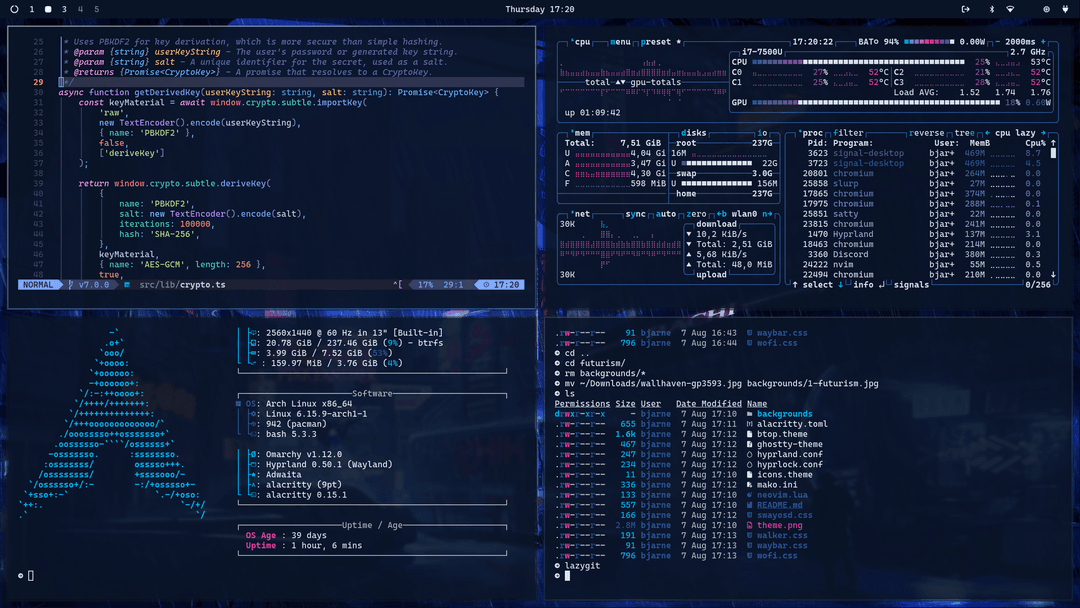 1 3 4 5
Thursday 17:20
25 * Uses PBKDF2 for key derivation, which is more secure than simple hashing.
26 * @param {string} userKeyString - The user's password or generated key string.
27 * @param {string} salt - A unique identifier for the secret, used as a salt.
28 * @returns {Promise<CryptoKey>} - A promise that resolves to a CryptoKey.
29 */
30 async function getDerivedKey(userKeyString: string, salt: string): Promise<CryptoKey> {
31 const keyMaterial = await window.crypto.subtle.importKey(
32 'raw',
33 new TextEncoder().encode(userKeyString),
34 { name: 'PBKDF2' },
35 false,
36 ['deriveKey']
37 );
38
39 return window.crypto.subtle.deriveKey(
40 {
41 name: 'PBKDF2',
42 salt: new TextEncoder().encode(salt),
43 iterations: 100000,
44 hash: 'SHA-256',
45 },
46 keyMaterial,
47 { name: 'AES-GCM', length: 256 },
48 true,
NORMAL v7.0.0 src/lib/crypto.ts ^[ 17% 29:1 17:20
cpu menu preset * 17:20:22 BAT 94% 0.00W - 2000ms +
i7-7500U 2.7 GHz
CPU 25% 53°C
C0 27% 52°C C2 21% 52°C
C1 25% 52°C C3 28% 52°C
total gpu-totals
Load AVG: 1.52 1.74 1.76
GPU 18% 0.60W
up 01:09:42
mem disks io
Total: 7,51 GiB root 237G
U 4,04 Gi 16M
A 3,47 Gi U 22G
C 4,30 Gi swap 3.0G
F 598 MiB U 156M
home 237G
net sync auto zero ←b wlan0 n→
30K download
▼ 10,2 KiB/s
▼ Total: 2,51 GiB
▲ 5,68 KiB/s
▲ Total: 48,0 MiB
30K upload
proc filter reverse tree ← cpu lazy →
Pid: Program: User: MemB Cpu% ↑
3623 signal-desktop bjar+ 469M 8.7
3723 signal-desktop bjar+ 469M 4.5
20801 chromium bjar+ 264M 0.0
25858 slurp bjar+ 27M 0.0
17865 chromium bjar+ 374M 0.0
17975 chromium bjar+ 288M 0.1
25851 satty bjar+ 22M 0.0
23815 chromium bjar+ 241M 0.0
1470 Hyprland bjar+ 137M 3.1
18463 chromium bjar+ 214M 0.0
3360 Discord bjar+ 380M 0.3
24222 nvim bjar+ 55M 0.5
22494 chromium bjar+ 210M 0.0 ↓
↑ select ↓ info ↵ signals 0/256
: 2560x1440 @ 60 Hz in 13" [Built-in]
: 20.78 GiB / 237.46 GiB (9%) - btrfs
: 3.99 GiB / 7.52 GiB (53%)
: 159.97 MiB / 3.76 GiB (4%)
Software
OS: Arch Linux x86_64
: Linux 6.15.9-arch1-1
: 942 (pacman)
: bash 5.3.3
: Omarchy v1.12.0
: Hyprland 0.50.1 (Wayland)
: Adwaita
: alacritty (9pt)
: alacritty 0.15.1
Uptime / Age
OS Age : 39 days
Uptime : 1 hour, 6 mins
.rw-r--r-- 91 bjarne 7 Aug 16:43 waybar.css
.rw-r--r-- 796 bjarne 7 Aug 16:44 wofi.css
cd ..
cd futurism/
rm backgrounds/*
mv ~/Downloads/wallhaven-gp3593.jpg backgrounds/1-futurism.jpg
ls
Permissions Size User Date Modified Name
drwxr-xr-x - bjarne 7 Aug 17:10 backgrounds
.rw-r--r-- 655 bjarne 7 Aug 17:11 alacritty.toml
.rw-r--r-- 1.6k bjarne 7 Aug 17:12 btop.theme
.rw-r--r-- 467 bjarne 7 Aug 17:12 ghostty-theme
.rw-r--r-- 247 bjarne 7 Aug 17:12 hyprland.conf
.rw-r--r-- 234 bjarne 7 Aug 17:12 hyprlock.conf
.rw-r--r-- 11 bjarne 7 Aug 17:10 icons.theme
.rw-r--r-- 336 bjarne 7 Aug 17:12 mako.ini
.rw-r--r-- 133 bjarne 7 Aug 17:10 neovim.lua
.rw-r--r-- 557 bjarne 7 Aug 17:10 README.md
.rw-r--r-- 166 bjarne 7 Aug 17:12 swayosd.css
.rw-r--r-- 2.8M bjarne 7 Aug 17:12 theme.png
.rw-r--r-- 191 bjarne 7 Aug 17:13 walker.css
.rw-r--r-- 91 bjarne 7 Aug 17:13 waybar.css
.rw-r--r-- 796 bjarne 7 Aug 17:13 wofi.css
lazygit